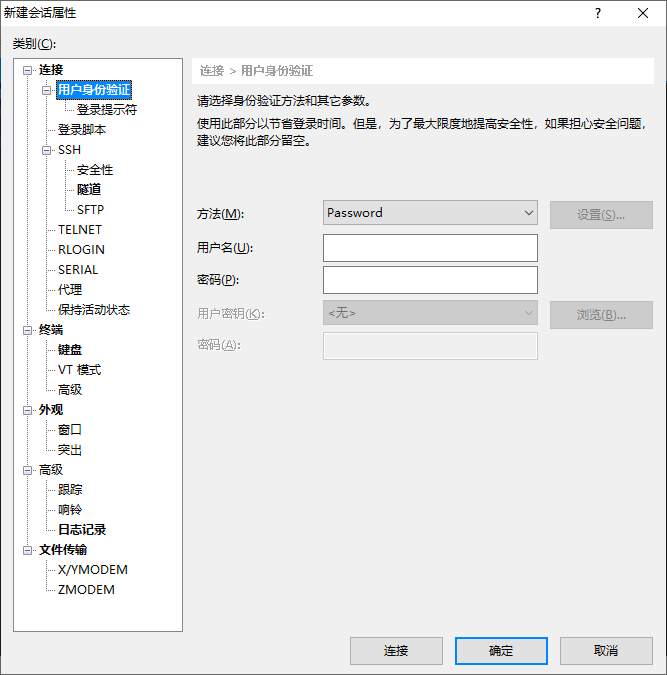 新建会话属性
类别(C):
连接
用户身份验证
登录提示符
登录脚本
SSH
安全性
隧道
SFTP
TELNET
RLOGIN
SERIAL
代理
保持活动状态
终端
键盘
VT 模式
高级
外观
窗口
突出
高级
跟踪
响铃
日志记录
文件传输
X/YMODEM
ZMODEM
连接 > 用户身份验证
请选择身份验证方法和其它参数。
使用此部分以节省登录时间。但是，为了最大限度地提高安全性，如果担心安全问题，
建议您将此部分留空。
方法(M): Password 设置(S)...
用户名(U):
密码(P):
用户密钥(K): <无> 浏览(B)...
密码(A):
连接 确定 取消